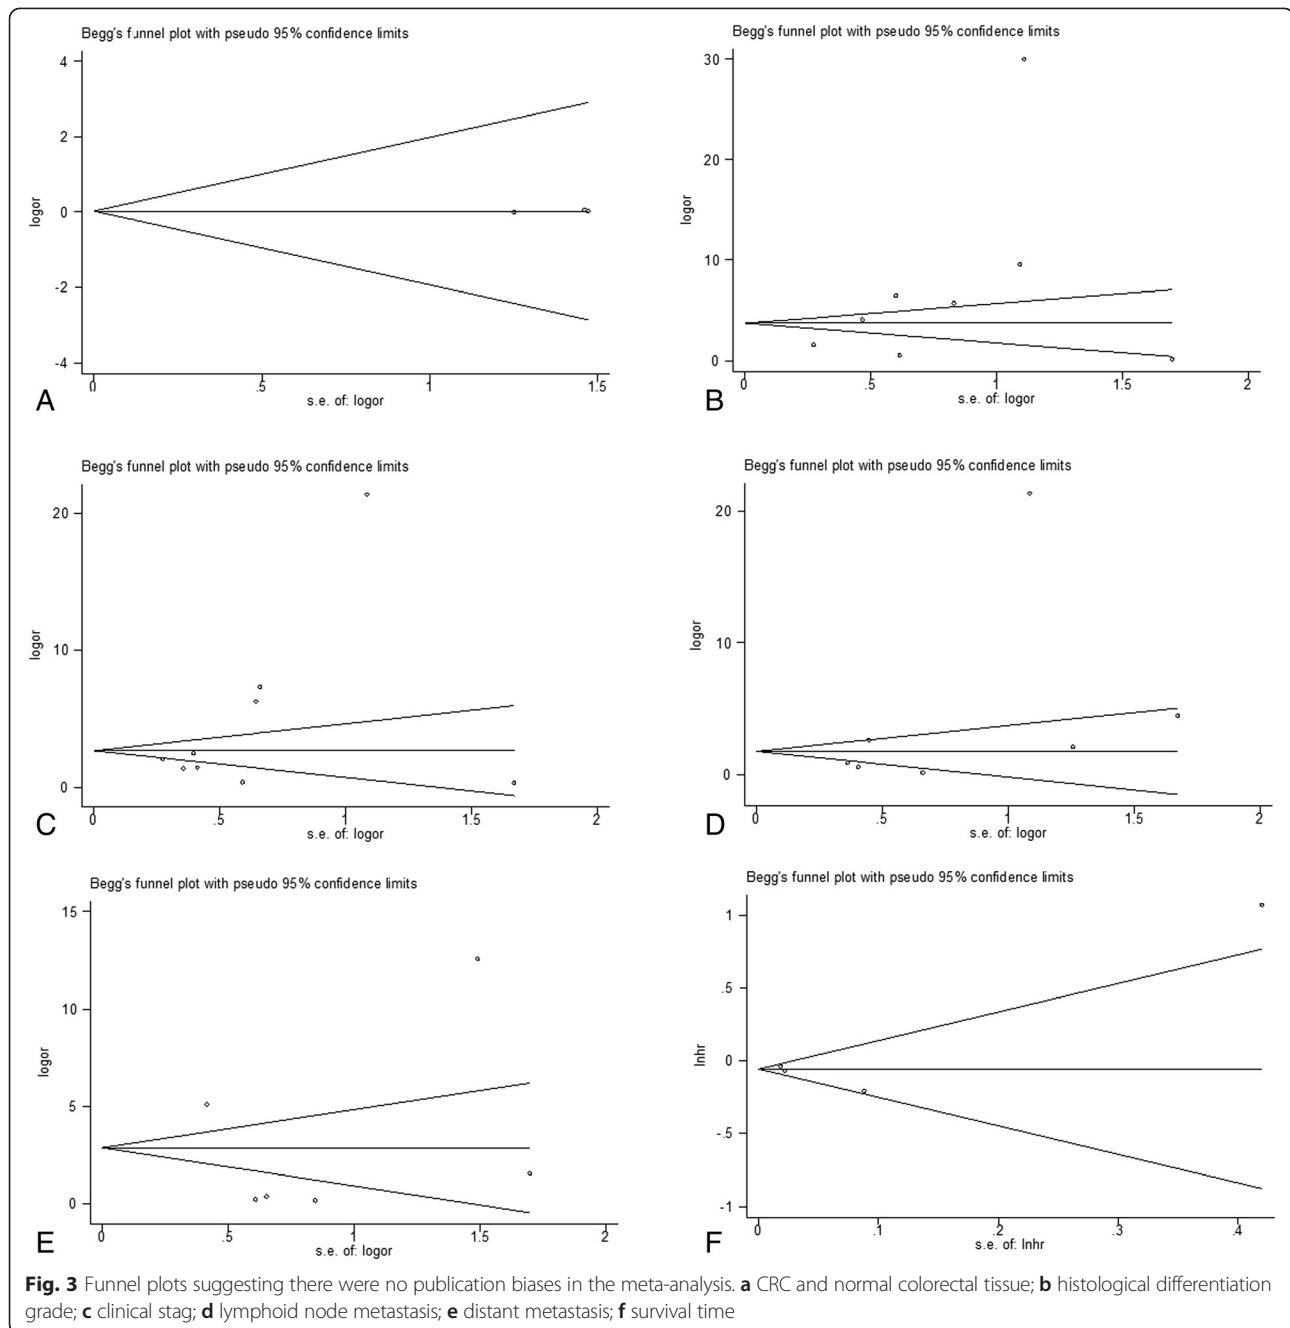 Begg's funnel plot with pseudo 95% confidence limits
4
2
0
-2
-4
logor
0
.5
1
1.5
s.e. of: logor
A
Begg's funnel plot with pseudo 95% confidence limits
30
20
10
0
logor
0
.5
1
1.5
2
s.e. of: logor
B
Begg's funnel plot with pseudo 95% confidence limits
20
10
0
logor
0
.5
1
1.5
2
s.e. of: logor
C
Begg's funnel plot with pseudo 95% confidence limits
20
10
0
logor
0
.5
1
1.5
2
s.e. of: logor
D
Begg's funnel plot with pseudo 95% confidence limits
15
10
5
0
logor
0
.5
1
1.5
2
s.e. of: logor
E
Begg's funnel plot with pseudo 95% confidence limits
1
.5
0
-.5
-1
lnhr
0
.1
.2
.3
.4
s.e. of: lnhr
F
Fig. 3 Funnel plots suggesting there were no publication biases in the meta-analysis. a CRC and normal colorectal tissue; b histological differentiation
grade; c clinical stag; d lymphoid node metastasis; e distant metastasis; f survival time